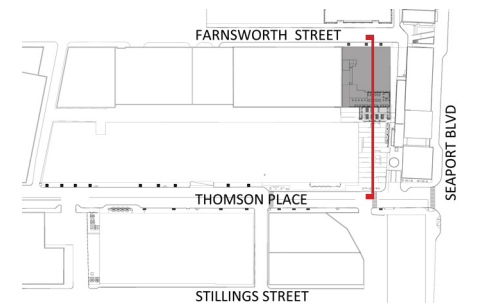 FARNSWORTH STREET
SEAPORT BLVD
THOMSON PLACE
STILLINGS STREET